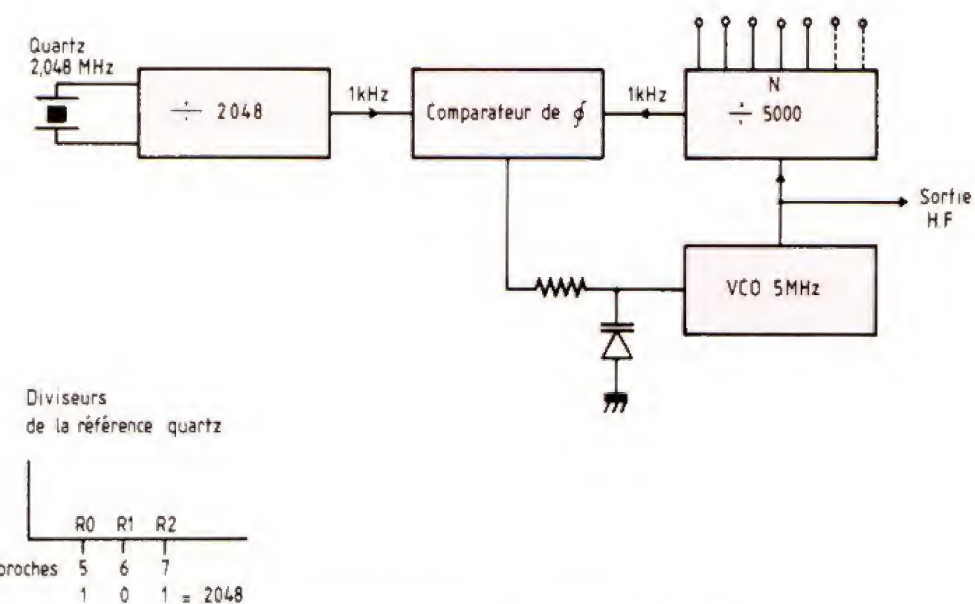 Quartz
2,048 MHz
÷ 2048
1kHz
Comparateur de ∮
1kHz
N
÷ 5000
Sortie
H.F
VCO 5MHz
Diviseurs
de la référence quartz
R0 R1 R2
broches 5 6 7
1 0 1 = 2048